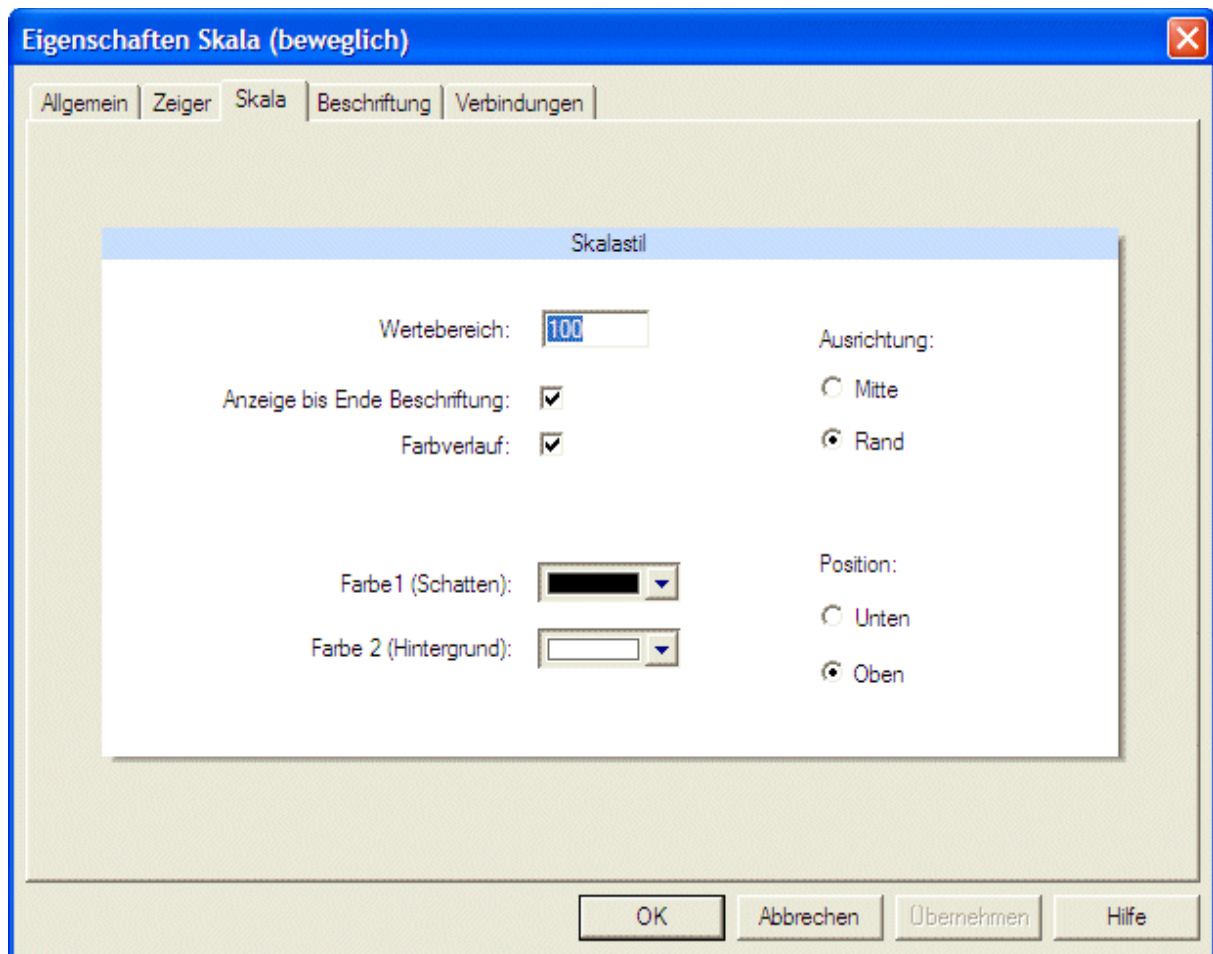 Eigenschaften Skala (beweglich)
Allgemein Zeiger Skala Beschriftung Verbindungen
Skalastil
Wertebereich: 100
Anzeige bis Ende Beschriftung:
Farbverlauf:
Ausrichtung:
Mitte
Rand
Farbe1 (Schatten):
Farbe 2 (Hintergrund):
Position:
Unten
Oben
OK Abbrechen Übernehmen Hilfe